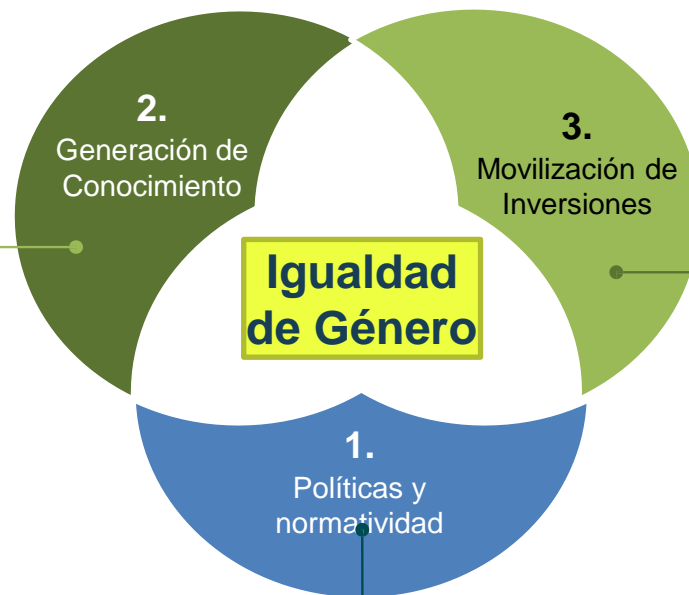 2.
Generación de
Conocimiento
3.
Movilización de
Inversiones
Igualdad
de Género
1.
Políticas y
normatividad